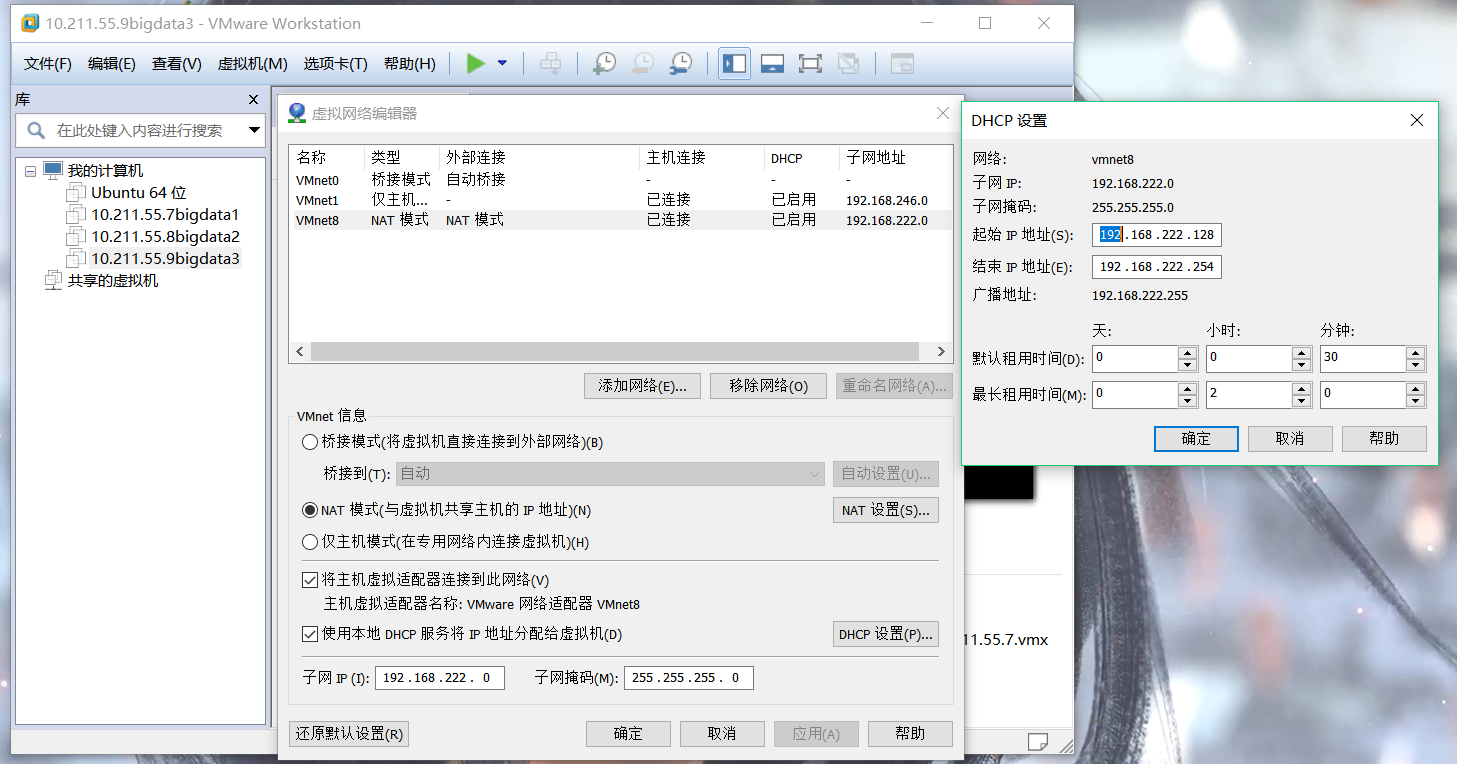 10.211.55.9bigdata3 - VMware Workstation
文件(F) 编辑(E) 查看(V) 虚拟机(M) 选项卡(T) 帮助(H)
库
在此处键入内容进行搜索
我的计算机
Ubuntu 64 位
10.211.55.7bigdata1
10.211.55.8bigdata2
10.211.55.9bigdata3
共享的虚拟机
虚拟网络编辑器
名称 类型 外部连接 主机连接 DHCP 子网地址
VMnet0 桥接模式 自动桥接 - - -
VMnet1 仅主机... - 已连接 已启用 192.168.246.0
VMnet8 NAT 模式 NAT 模式 已连接 已启用 192.168.222.0
添加网络(E)... 移除网络(O) 重命名网络(A)...
VMnet 信息
桥接模式(将虚拟机直接连接到外部网络)(B)
桥接到(T): 自动 自动设置(U)...
NAT 模式(与虚拟机共享主机的 IP 地址)(N) NAT 设置(S)...
仅主机模式(在专用网络内连接虚拟机)(H)
将主机虚拟适配器连接到此网络(V)
主机虚拟适配器名称: VMware 网络适配器 VMnet8
使用本地 DHCP 服务将 IP 地址分配给虚拟机(D) DHCP 设置(P)...
子网 IP (I): 192 . 168 . 222 . 0 子网掩码(M): 255 . 255 . 255 . 0
还原默认设置(R) 确定 取消 应用(A) 帮助
11.55.7.vmx
DHCP 设置
网络: vmnet8
子网 IP: 192.168.222.0
子网掩码: 255.255.255.0
起始 IP 地址(S): 192 . 168 . 222 . 128
结束 IP 地址(E): 192 . 168 . 222 . 254
广播地址: 192.168.222.255
天: 小时: 分钟:
默认租用时间(D): 0 0 30
最长租用时间(M): 0 2 0
确定 取消 帮助